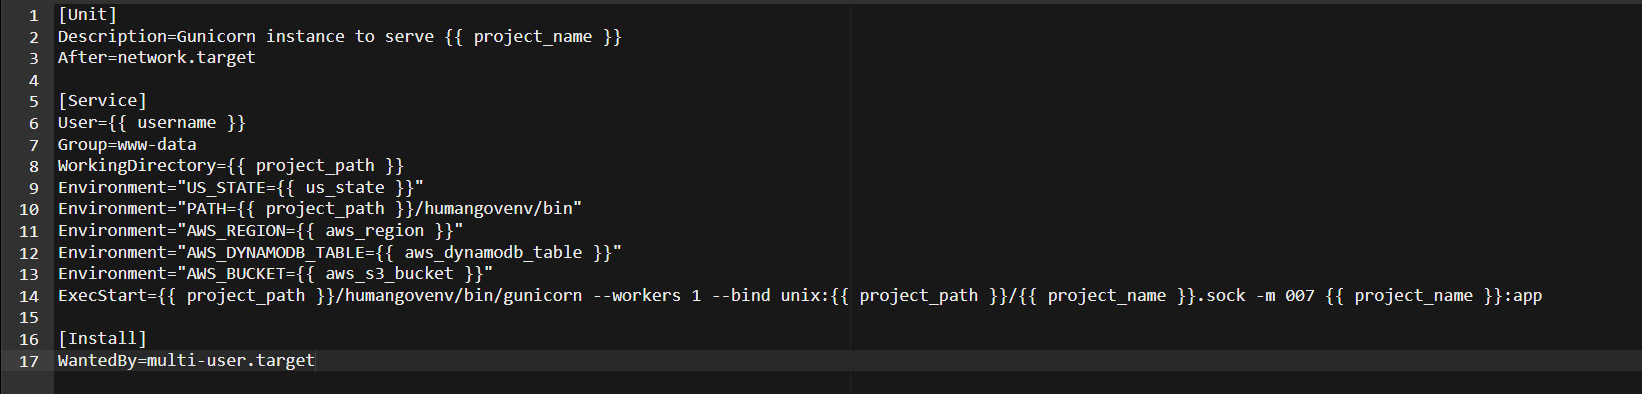 1 [Unit]
2 Description=Gunicorn instance to serve {{ project_name }}
3 After=network.target
4
5 [Service]
6 User={{ username }}
7 Group=www-data
8 WorkingDirectory={{ project_path }}
9 Environment="US_STATE={{ us_state }}"
10 Environment="PATH={{ project_path }}/humangovenv/bin"
11 Environment="AWS_REGION={{ aws_region }}"
12 Environment="AWS_DYNAMODB_TABLE={{ aws_dynamodb_table }}"
13 Environment="AWS_BUCKET={{ aws_s3_bucket }}"
14 ExecStart={{ project_path }}/humangovenv/bin/gunicorn --workers 1 --bind unix:{{ project_path }}/{{ project_name }}.sock -m 007 {{ project_name }}:app
15
16 [Install]
17 WantedBy=multi-user.target